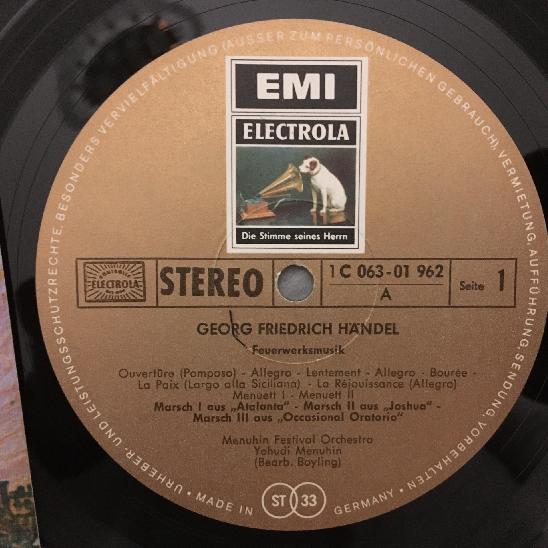 URHEBER- UND LEISTUNGSSCHUTZRECHTE, BESONDERS VERVIELFÄLTIGUNG (AUSSER ZUM PERSÖNLICHEN GEBRAUCH), VERMIETUNG, AUFFÜHRUNG, SENDUNG, VORBEHALTEN •
EMI
ELECTROLA
Die Stimme seines Herrn
ELECTROLA
STEREO
1 C 063-01 962
A
Seite 1
GEORG FRIEDRICH HÄNDEL
Feuerwerksmusik
Ouvertüre (Pomposo) - Allegro - Lentement - Allegro - Bourée -
La Paix (Largo alla Siciliana) - La Réjouissance (Allegro)
Menuett I - Menuett II
Marsch I aus „Atalanta“ - Marsch II aus „Joshua“ -
Marsch III aus „Occasional Oratorio“
Menuhin Festival Orchestra
Yehudi Menuhin
(Bearb. Boyling)
• MADE IN GERMANY •
ST 33